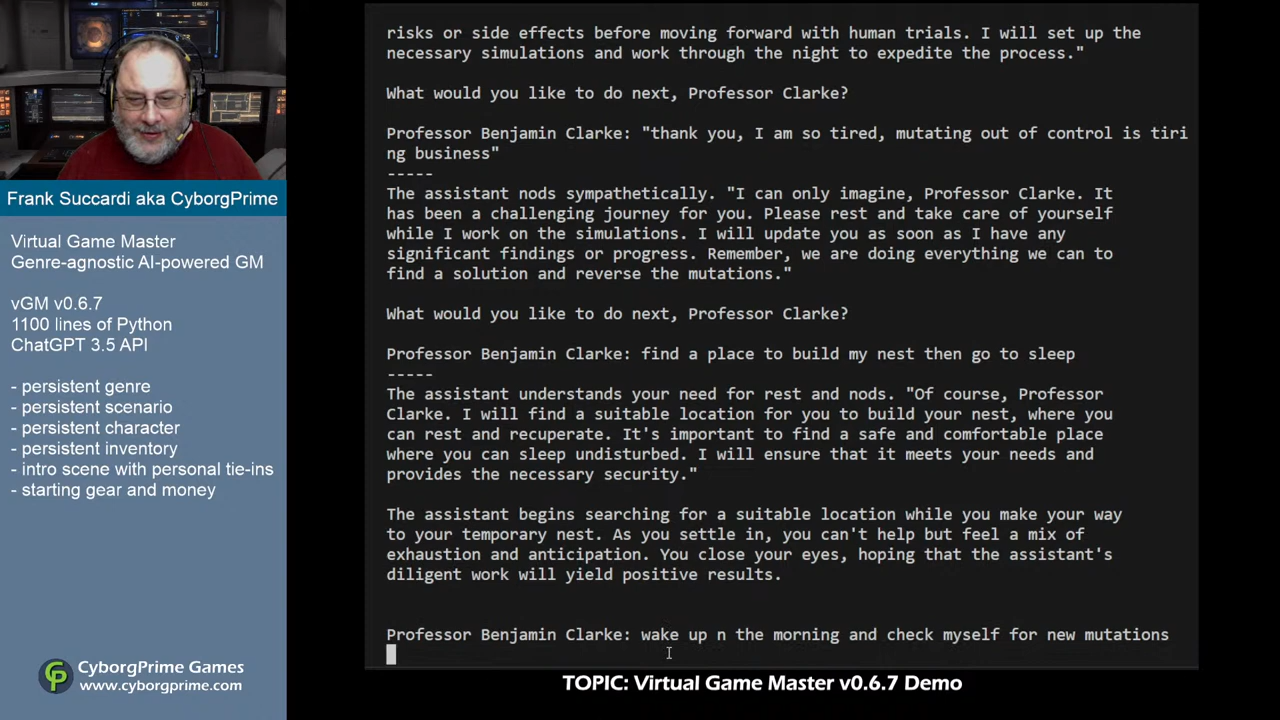 Frank Succardi aka CyborgPrime
Virtual Game Master
Genre-agnostic AI-powered GM
vGM v0.6.7
1100 lines of Python
ChatGPT 3.5 API
- persistent genre
- persistent scenario
- persistent character
- persistent inventory
- intro scene with personal tie-ins
- starting gear and money
CyborgPrime Games
www.cyborgprime.com
risks or side effects before moving forward with human trials. I will set up the
necessary simulations and work through the night to expedite the process."
What would you like to do next, Professor Clarke?
Professor Benjamin Clarke: "thank you, I am so tired, mutating out of control is tiri
ng business"
-----
The assistant nods sympathetically. "I can only imagine, Professor Clarke. It
has been a challenging journey for you. Please rest and take care of yourself
while I work on the simulations. I will update you as soon as I have any
significant findings or progress. Remember, we are doing everything we can to
find a solution and reverse the mutations."
What would you like to do next, Professor Clarke?
Professor Benjamin Clarke: find a place to build my nest then go to sleep
-----
The assistant understands your need for rest and nods. "Of course, Professor
Clarke. I will find a suitable location for you to build your nest, where you
can rest and recuperate. It's important to find a safe and comfortable place
where you can sleep undisturbed. I will ensure that it meets your needs and
provides the necessary security."
The assistant begins searching for a suitable location while you make your way
to your temporary nest. As you settle in, you can't help but feel a mix of
exhaustion and anticipation. You close your eyes, hoping that the assistant's
diligent work will yield positive results.
Professor Benjamin Clarke: wake up n the morning and check myself for new mutations
TOPIC: Virtual Game Master v0.6.7 Demo